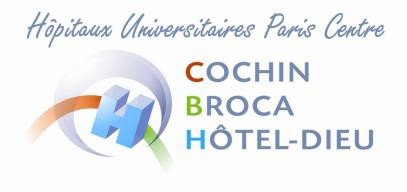 Hôpitaux Universitaires Paris Centre
COCHIN
BROCA
HÔTEL-DIEU